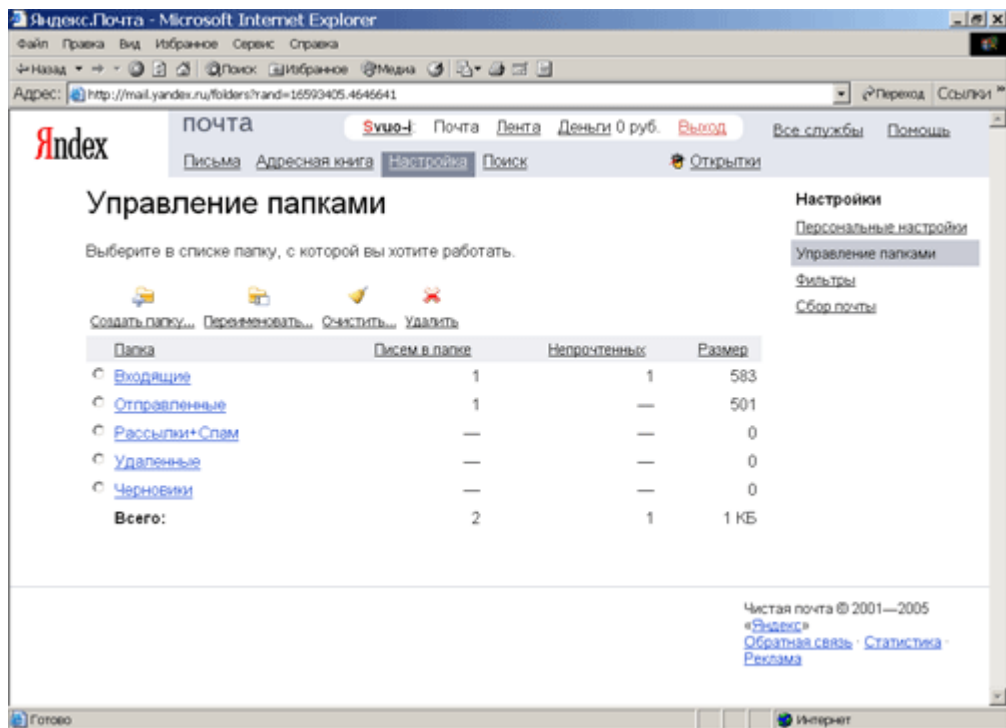 Яндекс.Почта - Microsoft Internet Explorer
Файл Правка Вид Избранное Сервис Справка
Назад Поиск Избранное Медиа
Адрес: http://mail.yandex.ru/folders?rand=16593405.4646641 Переход Ссылки »
Яndex почта Svuo-i: Почта Лента Деньги 0 руб. Выход Все службы Помощь
Письма Адресная книга Настройка Поиск Открытки
Управление папками
Выберите в списке папку, с которой вы хотите работать.
Создать папку... Переименовать... Очистить... Удалить
Папка Писем в папке Непрочтенных Размер
Входящие 1 1 583
Отправленные 1 — 501
Рассылки+Спам — — 0
Удаленные — — 0
Черновики — — 0
Всего: 2 1 1 КБ
Настройки
Персональные настройки
Управление папками
Фильтры
Сбор почты
Чистая почта © 2001—2005
«Яндекс»
Обратная связь · Статистика ·
Реклама
Готово Интернет